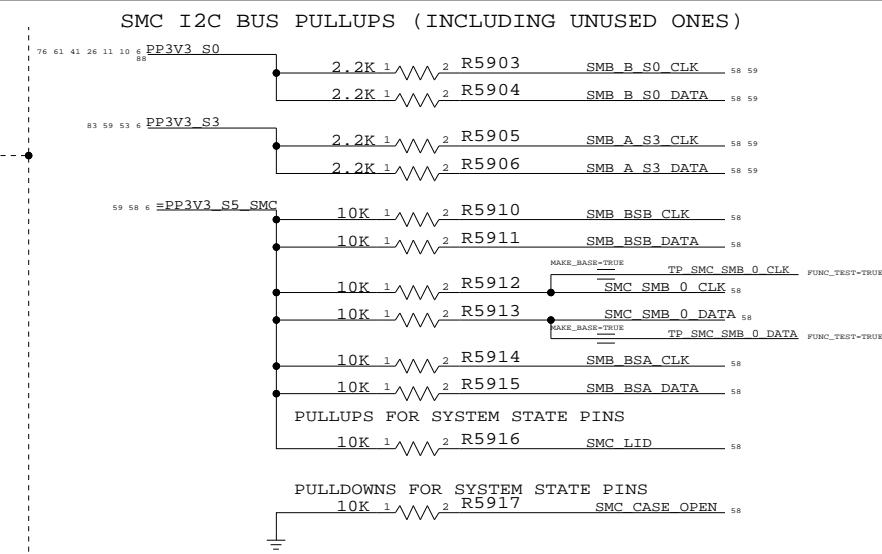 SMC I2C BUS PULLUPS (INCLUDING UNUSED ONES)
76 61 41 26 11 10 6 PP3V3_S0
88
2.2K 1 2 R5903 SMB_B_S0_CLK 58 59
2.2K 1 2 R5904 SMB_B_S0_DATA 58 59
83 59 53 6 PP3V3_S3
2.2K 1 2 R5905 SMB_A_S3_CLK 58 59
2.2K 1 2 R5906 SMB_A_S3_DATA 58 59
59 58 6 =PP3V3_S5_SMC
10K 1 2 R5910 SMB_BSB_CLK 58
10K 1 2 R5911 SMB_BSB_DATA 58
MAKE_BASE=TRUE
TP_SMC_SMB_0_CLK FUNC_TEST=TRUE
10K 1 2 R5912 SMC_SMB_0_CLK 58
10K 1 2 R5913 SMC_SMB_0_DATA 58
MAKE_BASE=TRUE
TP_SMC_SMB_0_DATA FUNC_TEST=TRUE
10K 1 2 R5914 SMB_BSA_CLK 58
10K 1 2 R5915 SMB_BSA_DATA 58
PULLUPS FOR SYSTEM STATE PINS
10K 1 2 R5916 SMC_LID 58
PULLDOWNS FOR SYSTEM STATE PINS
10K 1 2 R5917 SMC_CASE_OPEN 58